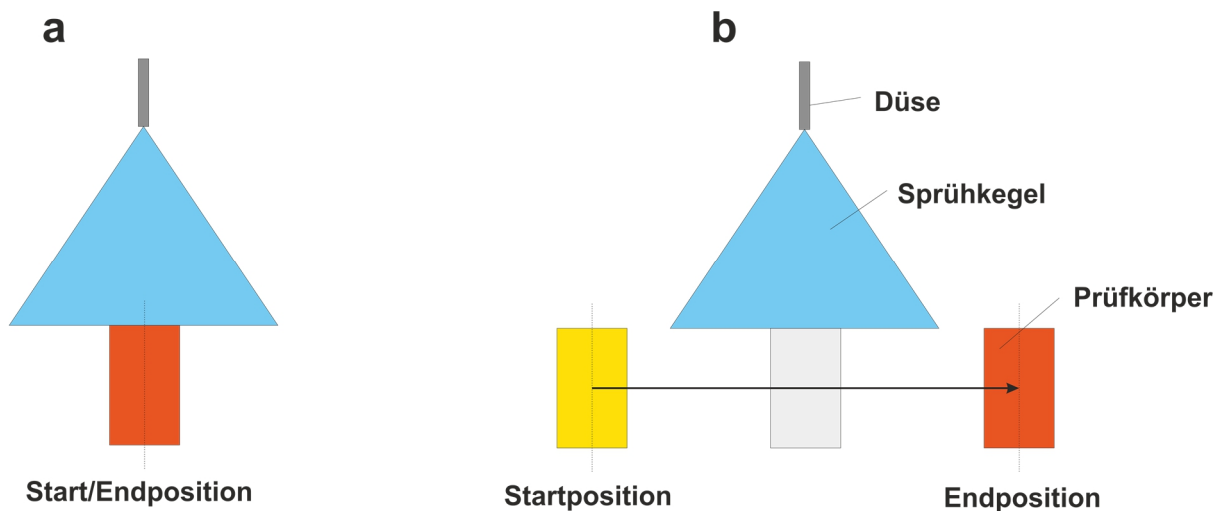 a
b
Düse
Sprühkegel
Prüfkörper
Start/Endposition
Startposition
Endposition